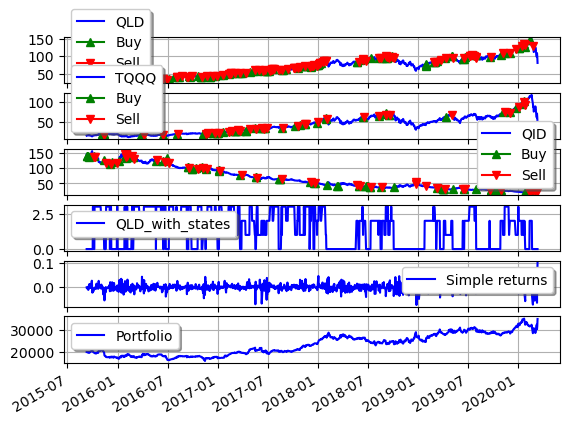 QLD
Buy
Sell
150
100
50
TQQQ
Buy
Sell
100
50
QID
Buy
Sell
150
100
50
QLD_with_states
2.5
0.0
Simple returns
0.1
0.0
Portfolio
30000
20000
2015-07
2016-01
2016-07
2017-01
2017-07
2018-01
2018-07
2019-01
2019-07
2020-01